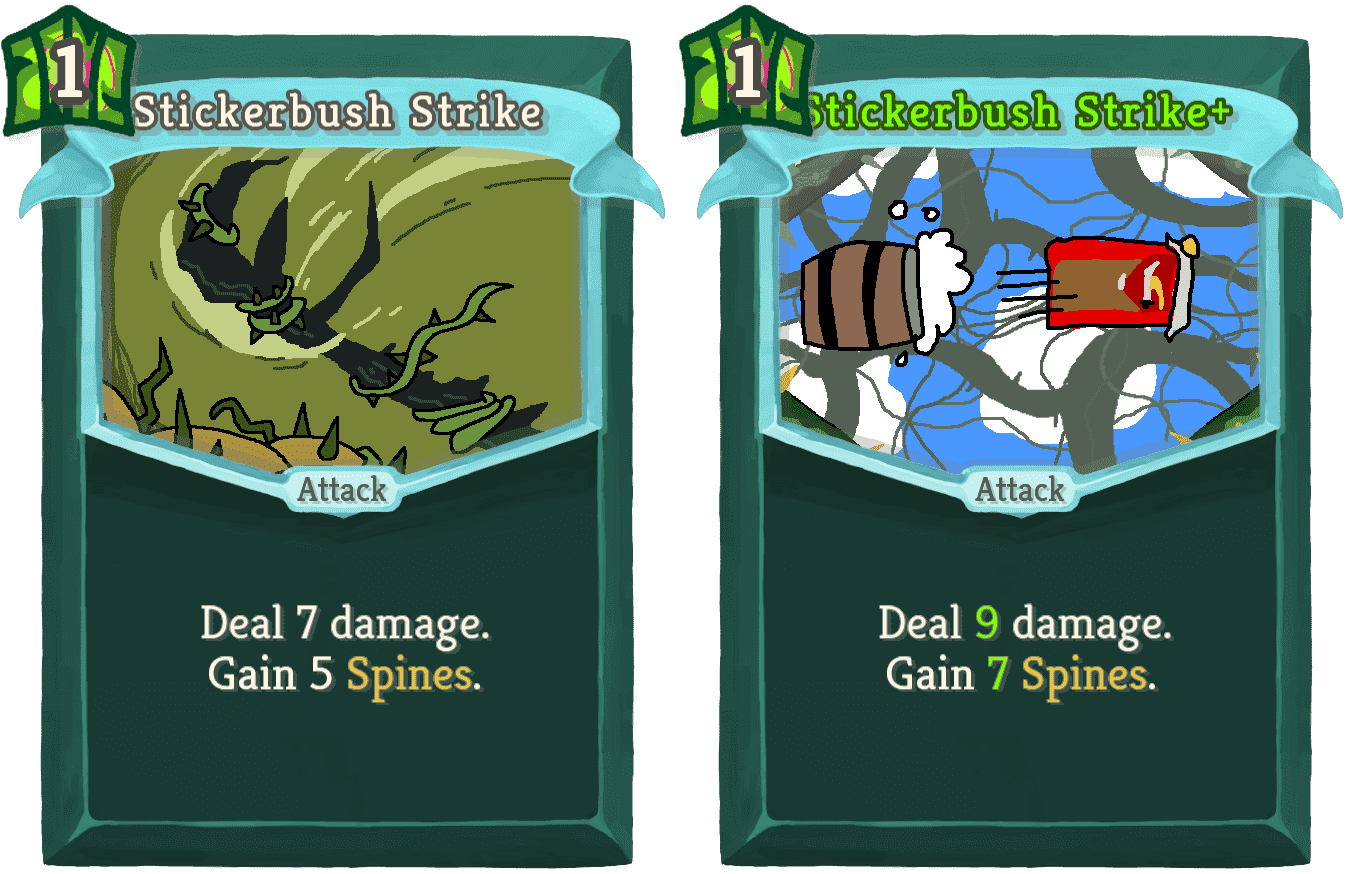 1
Stickerbush Strike
Attack
Deal 7 damage.
Gain 5 Spines.
1
Stickerbush Strike+
Attack
Deal 9 damage.
Gain 7 Spines.